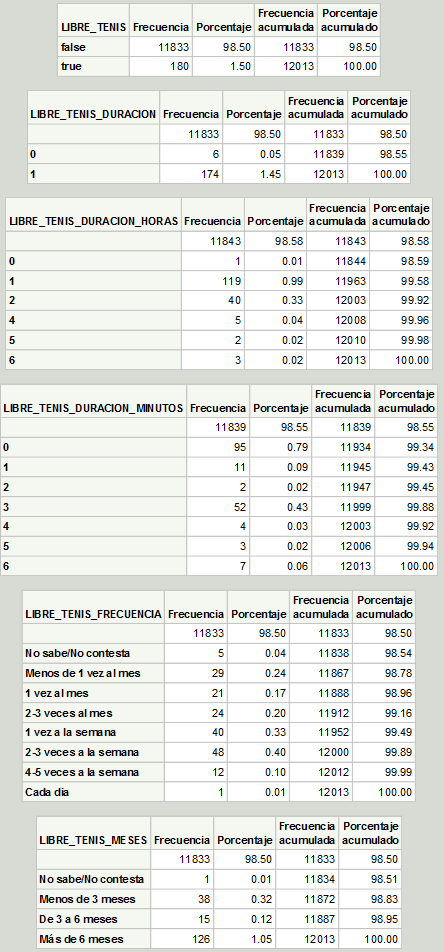 LIBRE_TENIS Frecuencia Porcentaje Frecuencia acumulada Porcentaje acumulado
false 11833 98.50 11833 98.50
true 180 1.50 12013 100.00
LIBRE_TENIS_DURACION Frecuencia Porcentaje Frecuencia acumulada Porcentaje acumulado
11833 98.50 11833 98.50
0 6 0.05 11839 98.55
1 174 1.45 12013 100.00
LIBRE_TENIS_DURACION_HORAS Frecuencia Porcentaje Frecuencia acumulada Porcentaje acumulado
11843 98.58 11843 98.58
0 1 0.01 11844 98.59
1 119 0.99 11963 99.58
2 40 0.33 12003 99.92
4 5 0.04 12008 99.96
5 2 0.02 12010 99.98
6 3 0.02 12013 100.00
LIBRE_TENIS_DURACION_MINUTOS Frecuencia Porcentaje Frecuencia acumulada Porcentaje acumulado
11839 98.55 11839 98.55
0 95 0.79 11934 99.34
1 11 0.09 11945 99.43
2 2 0.02 11947 99.45
3 52 0.43 11999 99.88
4 4 0.03 12003 99.92
5 3 0.02 12006 99.94
6 7 0.06 12013 100.00
LIBRE_TENIS_FRECUENCIA Frecuencia Porcentaje Frecuencia acumulada Porcentaje acumulado
11833 98.50 11833 98.50
No sabe/No contesta 5 0.04 11838 98.54
Menos de 1 vez al mes 29 0.24 11867 98.78
1 vez al mes 21 0.17 11888 98.96
2-3 veces al mes 24 0.20 11912 99.16
1 vez a la semana 40 0.33 11952 99.49
2-3 veces a la semana 48 0.40 12000 99.89
4-5 veces a la semana 12 0.10 12012 99.99
Cada día 1 0.01 12013 100.00
LIBRE_TENIS_MESES Frecuencia Porcentaje Frecuencia acumulada Porcentaje acumulado
11833 98.50 11833 98.50
No sabe/No contesta 1 0.01 11834 98.51
Menos de 3 meses 38 0.32 11872 98.83
De 3 a 6 meses 15 0.12 11887 98.95
Más de 6 meses 126 1.05 12013 100.00